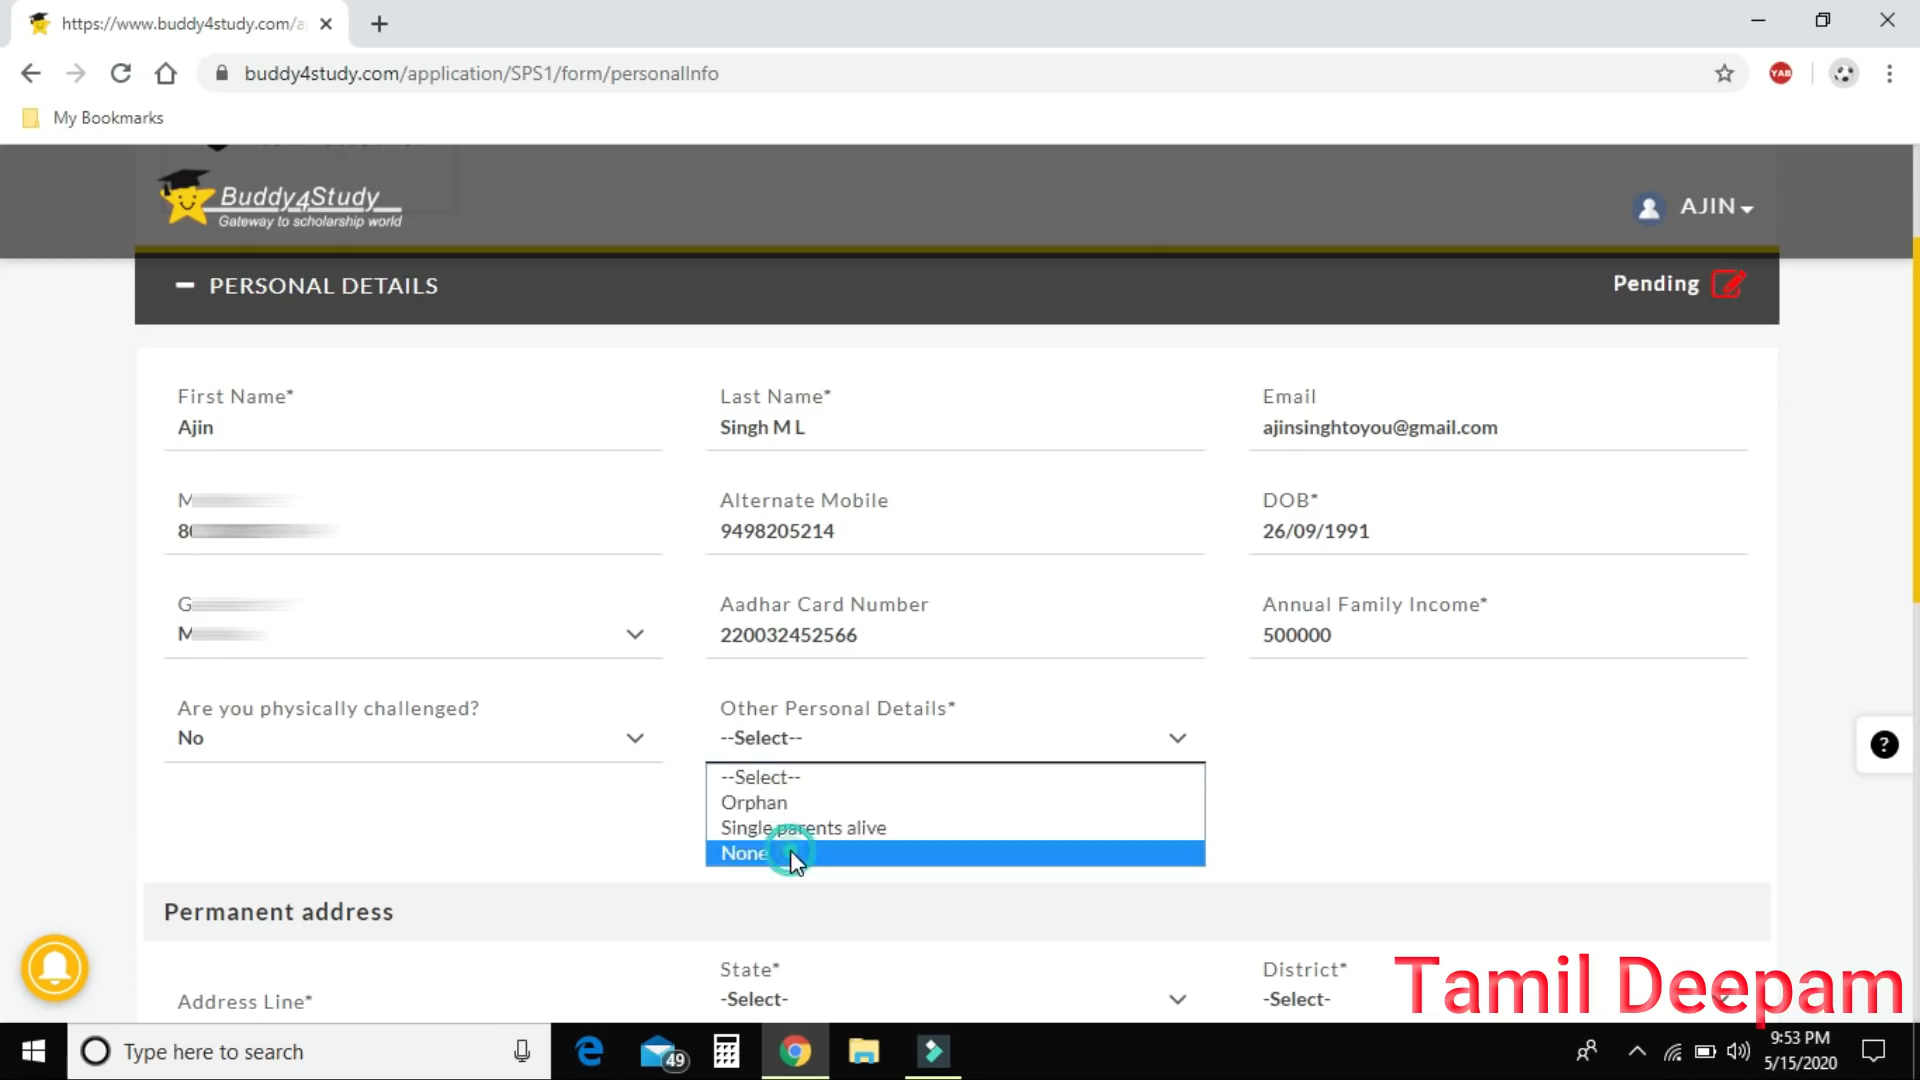 https://www.buddy4study.com/a
buddy4study.com/application/SPS1/form/personalInfo
YAB
My Bookmarks
Buddy4Study
Gateway to scholarship world
AJIN
PERSONAL DETAILS
Pending
First Name*
Last Name*
Email
Ajin
Singh M L
ajinsinghtoyou@gmail.com
Alternate Mobile
DOB*
9498205214
26/09/1991
Aadhar Card Number
Annual Family Income*
220032452566
500000
Are you physically challenged?
Other Personal Details*
No
--Select--
--Select--
Orphan
Single parents alive
None
Permanent address
State*
District*
Address Line*
-Select-
-Select-
Tamil Deepam
Type here to search
49
9:53 PM
5/15/2020